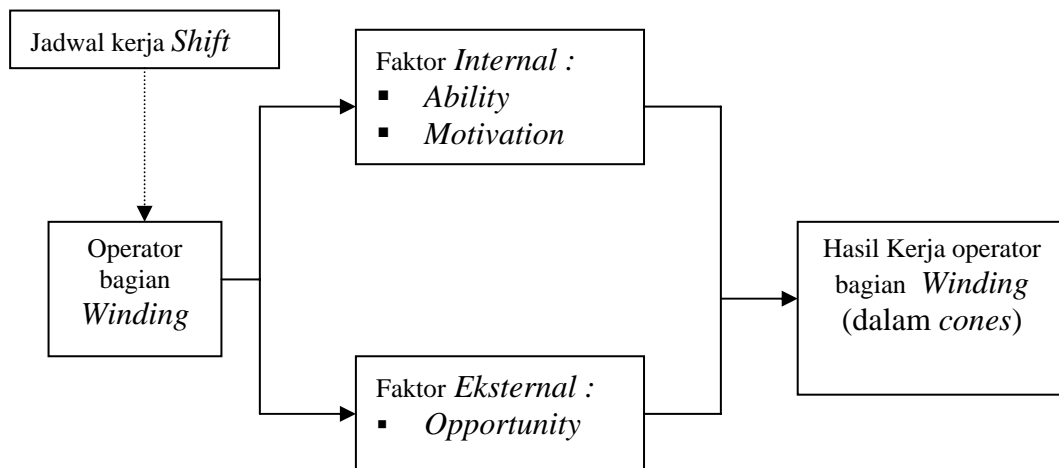 Jadwal kerja Shift
Faktor Internal :
▪ Ability
▪ Motivation
Operator
bagian
Winding
Hasil Kerja operator
bagian Winding
(dalam cones)
Faktor Eksternal :
▪ Opportunity